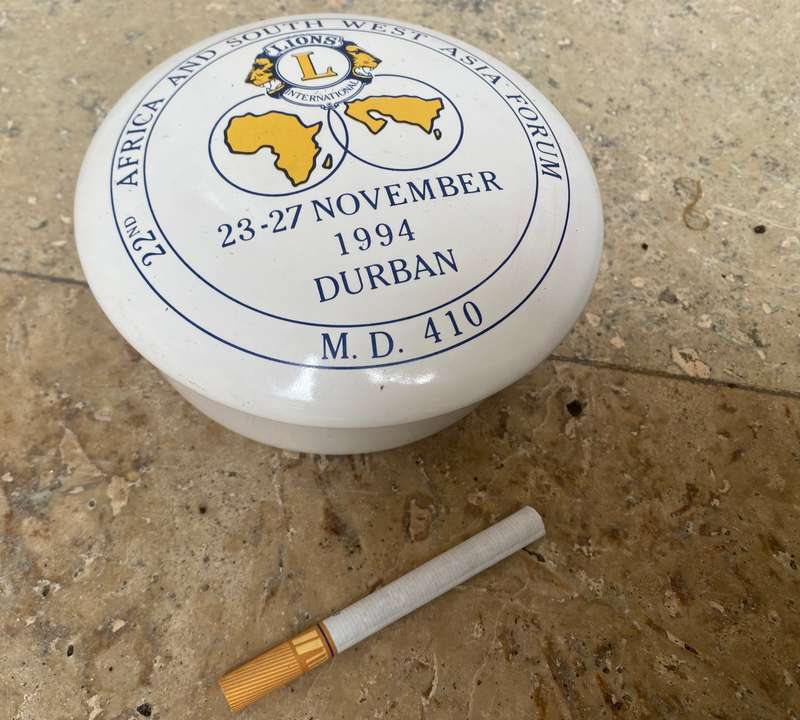 22ND AFRICA AND SOUTH WEST ASIA FORUM
LIONS
L
INTERNATIONAL
23-27 NOVEMBER
1994
DURBAN
M. D. 410